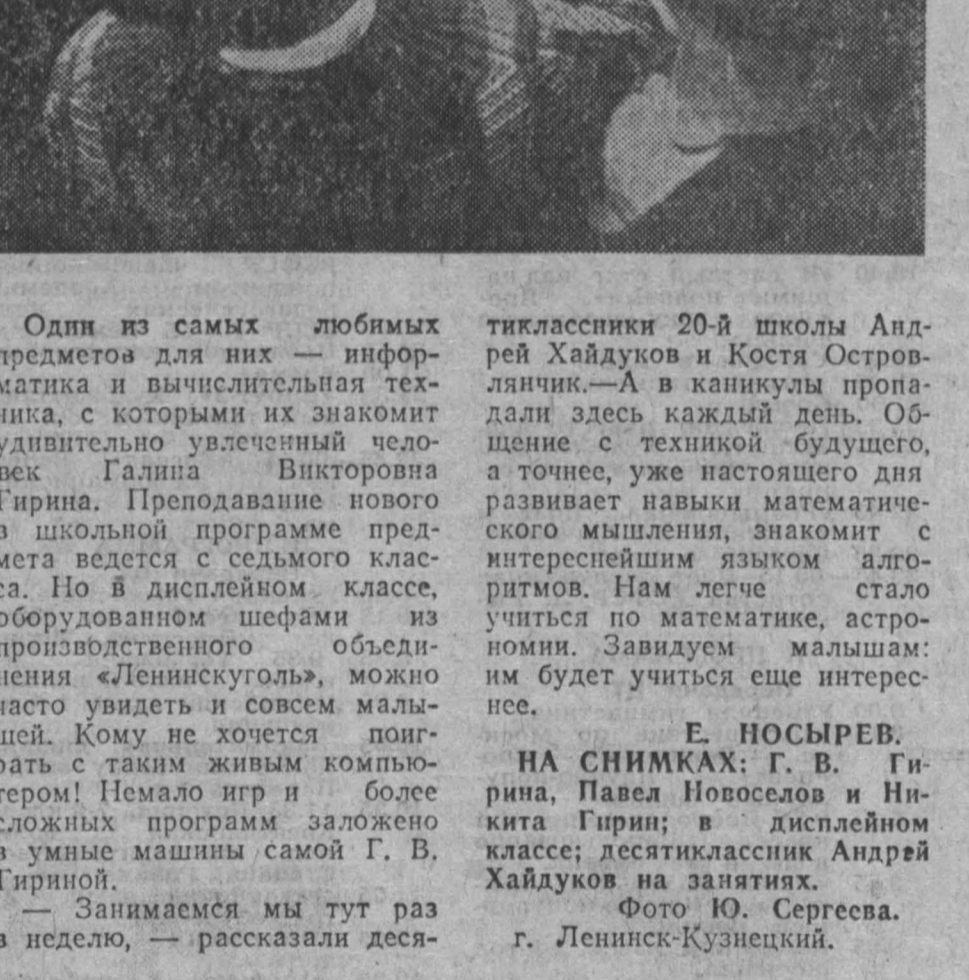 Один из самых любимых
предметов для них — инфор-
матика и вычислительная тех-
ника, с которыми их знакомит
удивительно увлеченный чело-
век Галина Викторовна
Гирина. Преподавание нового
в школьной программе пред-
мета ведется с седьмого клас-
са. Но в дисплейном классе,
оборудованном шефами из
производственного объеди-
нения «Ленинскуголь», можно
часто увидеть и совсем малы-
шей. Кому не хочется поиг-
рать с таким живым компью-
тером! Немало игр и более
сложных программ заложено
в умные машины самой Г. В.
Гириной.
— Занимаемся мы тут раз
в неделю, — рассказали деся-
тиклассники 20-й школы Анд-
рей Хайдуков и Костя Остров-
лянчик.—А в каникулы пропа-
дали здесь каждый день. Об-
щение с техникой будущего,
а точнее, уже настоящего дня
развивает навыки математиче-
ского мышления, знакомит с
интереснейшим языком алго-
ритмов. Нам легче стало
учиться по математике, астро-
номии. Завидуем малышам:
им будет учиться еще интерес-
нее.
Е. НОСЫРЕВ.
НА СНИМКАХ: Г. В. Ги-
рина, Павел Новоселов и Ни-
кита Гирин; в дисплейном
классе; десятиклассник Андрей
Хайдуков на занятиях.
Фото Ю. Сергеева.
г. Ленинск-Кузнецкий.